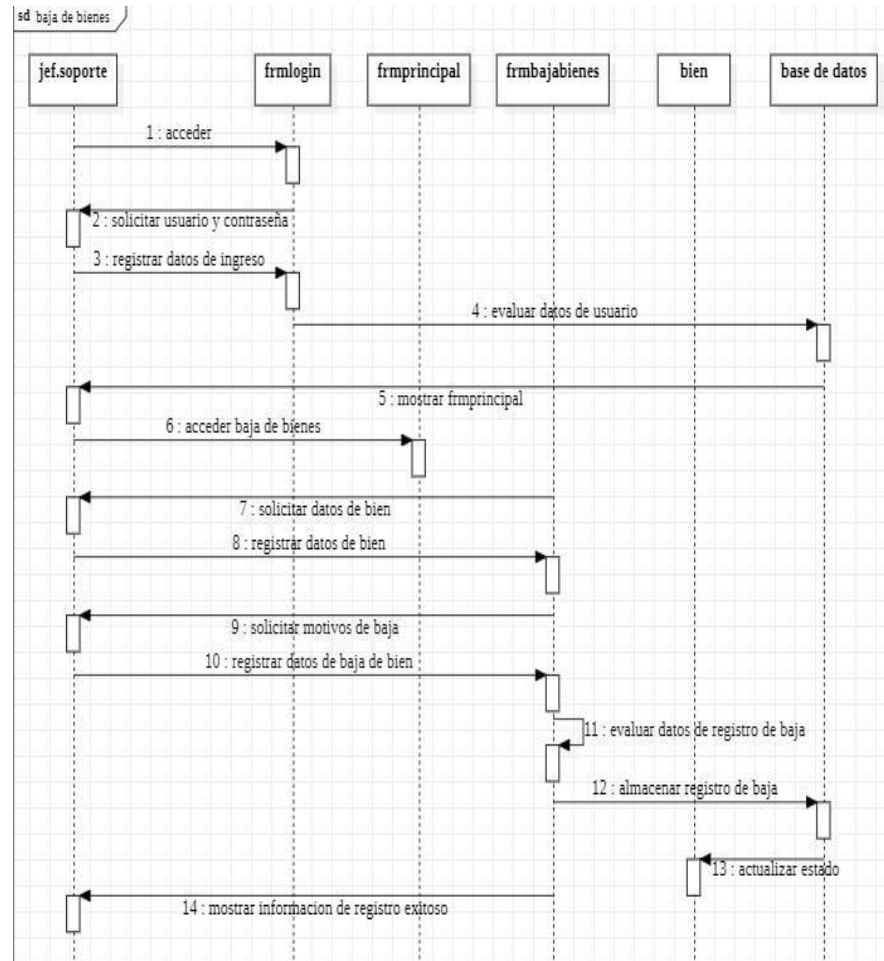 sd baja de bienes
jef.soporte
frmlogin
frmprincipal
frmbajabienes
bien
base de datos
1 : acceder
2 : solicitar usuario y contraseña
3 : registrar datos de ingreso
4 : evaluar datos de usuario
5 : mostrar frmprincipal
6 : acceder baja de bienes
7 : solicitar datos de bien
8 : registrar datos de bien
9 : solicitar motivos de baja
10 : registrar datos de baja de bien
11 : evaluar datos de registro de baja
12 : almacenar registro de baja
13 : actualizar estado
14 : mostrar informacion de registro exitoso